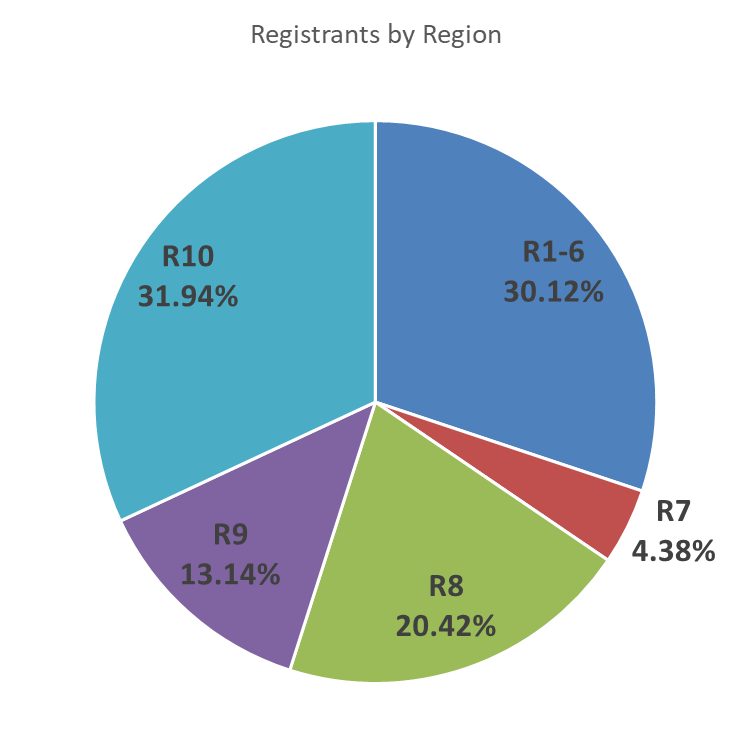 Registrants by Region
R10
31.94%
R1-6
30.12%
R7
4.38%
R9
13.14%
R8
20.42%